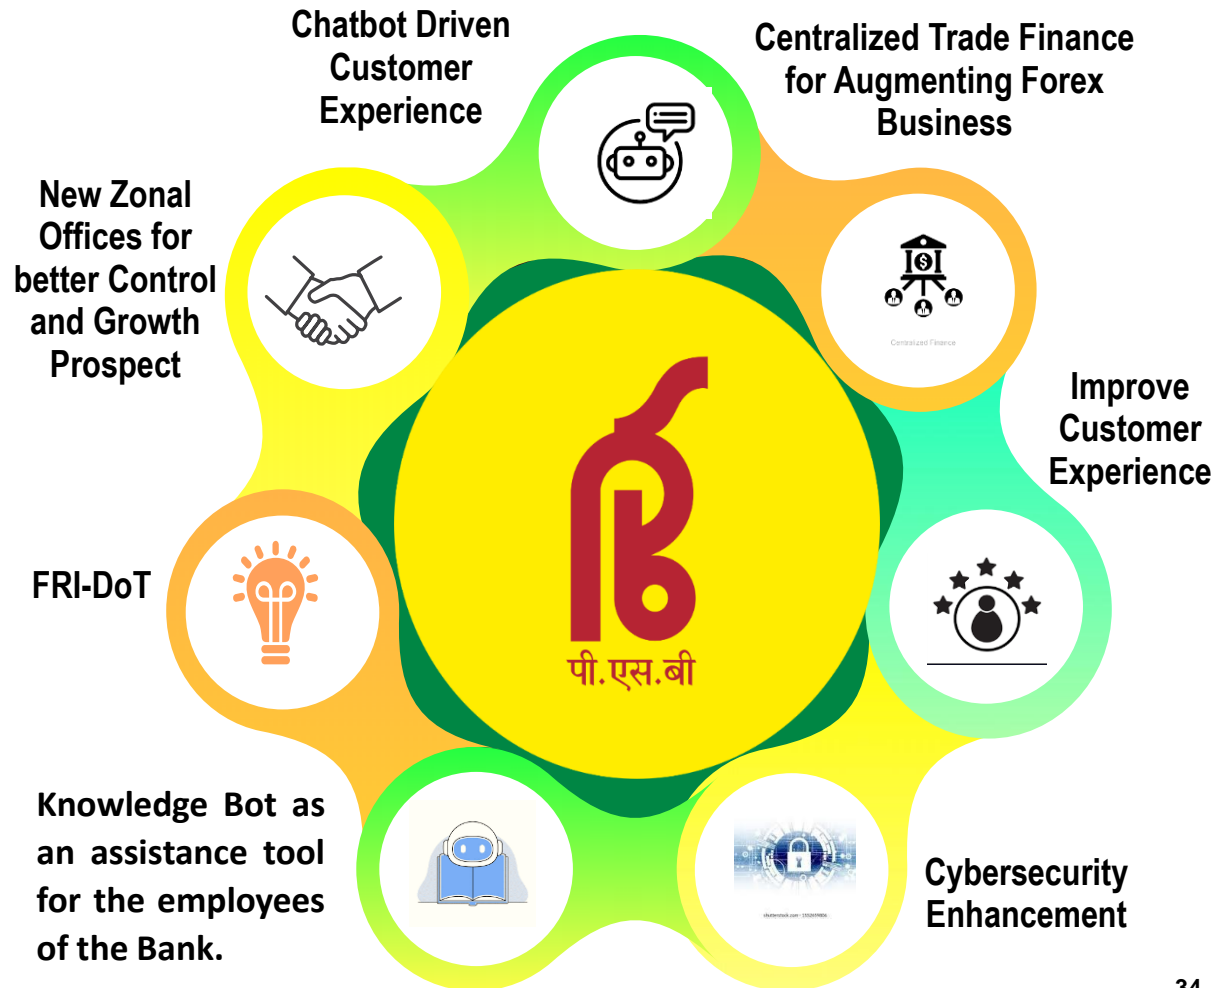 Chatbot Driven
Customer
Experience
Centralized Trade Finance
for Augmenting Forex
Business
New Zonal
Offices for
better Control
and Growth
Prospect
Centralized Finance
Improve
Customer
Experience
FRI-DoT
पी.एस.बी
Knowledge Bot as
an assistance tool
for the employees
of the Bank.
Cybersecurity
Enhancement
34